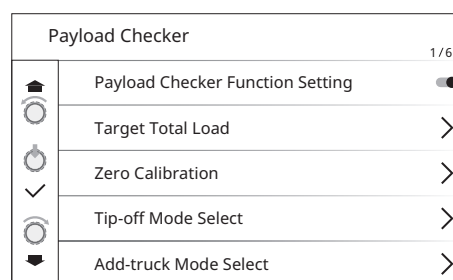 Payload Checker
1/6
Payload Checker Function Setting
Target Total Load
Zero Calibration
Tip-off Mode Select
Add-truck Mode Select